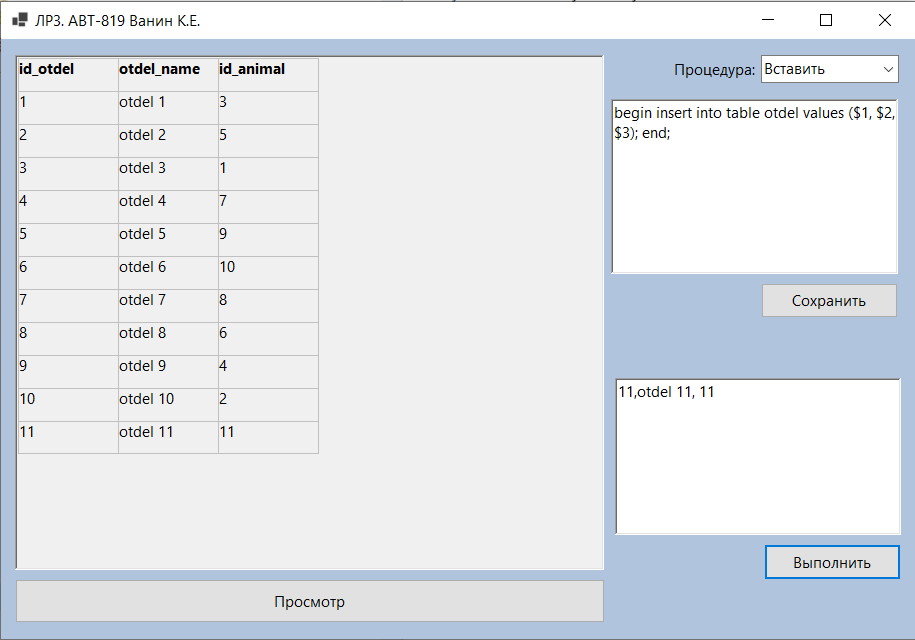 ЛР3. АВТ-819 Ванин К.Е.
Процедура: Вставить
id_otdel otdel_name id_animal
1 otdel 1 3
2 otdel 2 5
3 otdel 3 1
4 otdel 4 7
5 otdel 5 9
6 otdel 6 10
7 otdel 7 8
8 otdel 8 6
9 otdel 9 4
10 otdel 10 2
11 otdel 11 11
begin insert into table otdel values ($1, $2,
$3); end;
Сохранить
11,otdel 11, 11
Выполнить
Просмотр